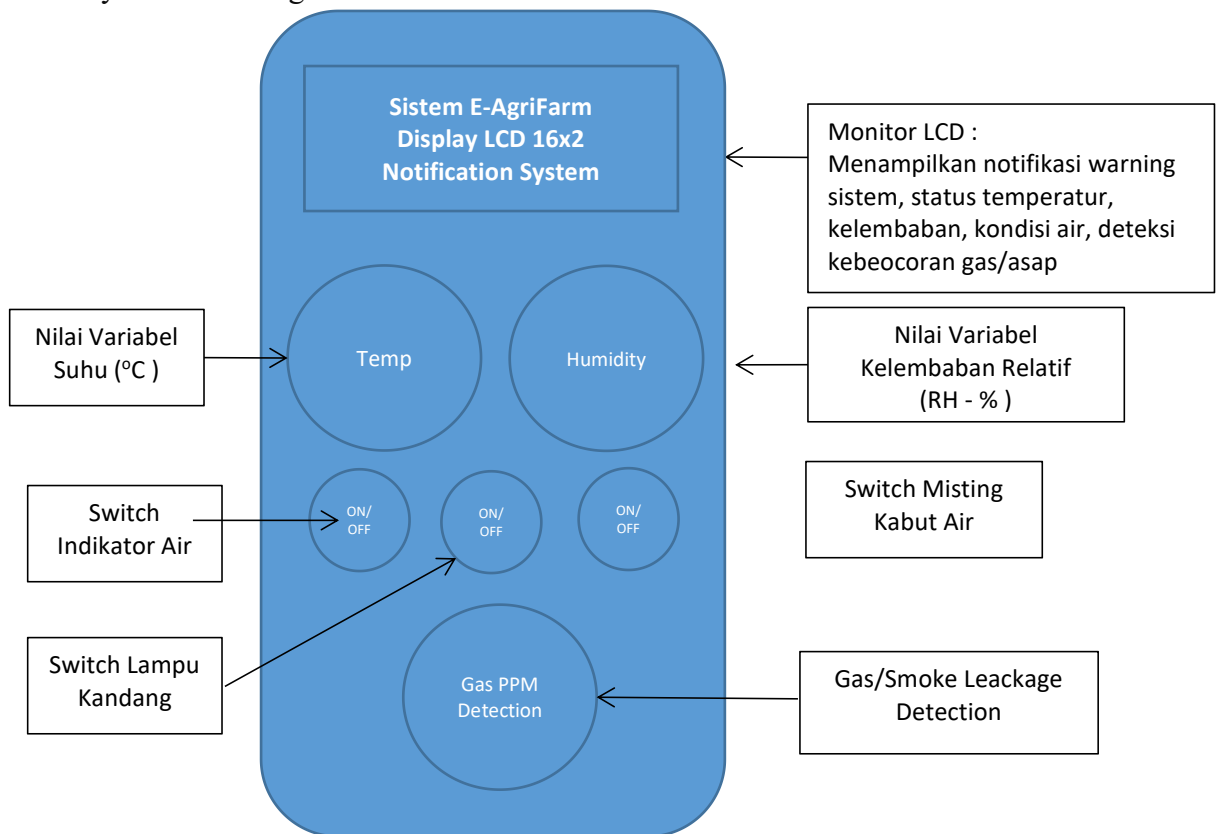 Sistem E-AgriFarm
Display LCD 16x2
Notification System
Monitor LCD :
Menampilkan notifikasi warning
sistem, status temperatur,
kelembaban, kondisi air, deteksi
kebeocoran gas/asap
Nilai Variabel
Suhu (°C )
Temp
Humidity
Nilai Variabel
Kelembaban Relatif
(RH - % )
Switch
Indikator Air
ON/
OFF
ON/
OFF
ON/
OFF
Switch Misting
Kabut Air
Switch Lampu
Kandang
Gas PPM
Detection
Gas/Smoke Leackage
Detection